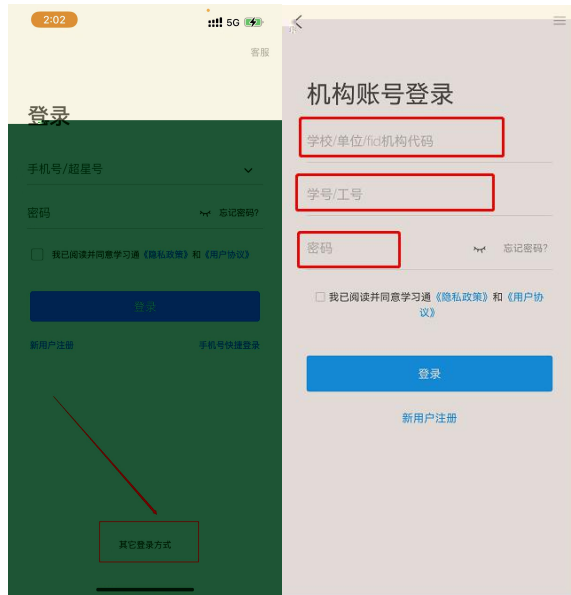 2:02
5G
客服
登录
手机号/超星号
密码
忘记密码?
我已阅读并同意学习通《隐私政策》和《用户协议》
登录
新用户注册
手机号快捷登录
其它登录方式
机构账号登录
学校/单位/fid机构代码
学号/工号
密码
忘记密码?
我已阅读并同意学习通《隐私政策》和《用户协
议》
登录
新用户注册